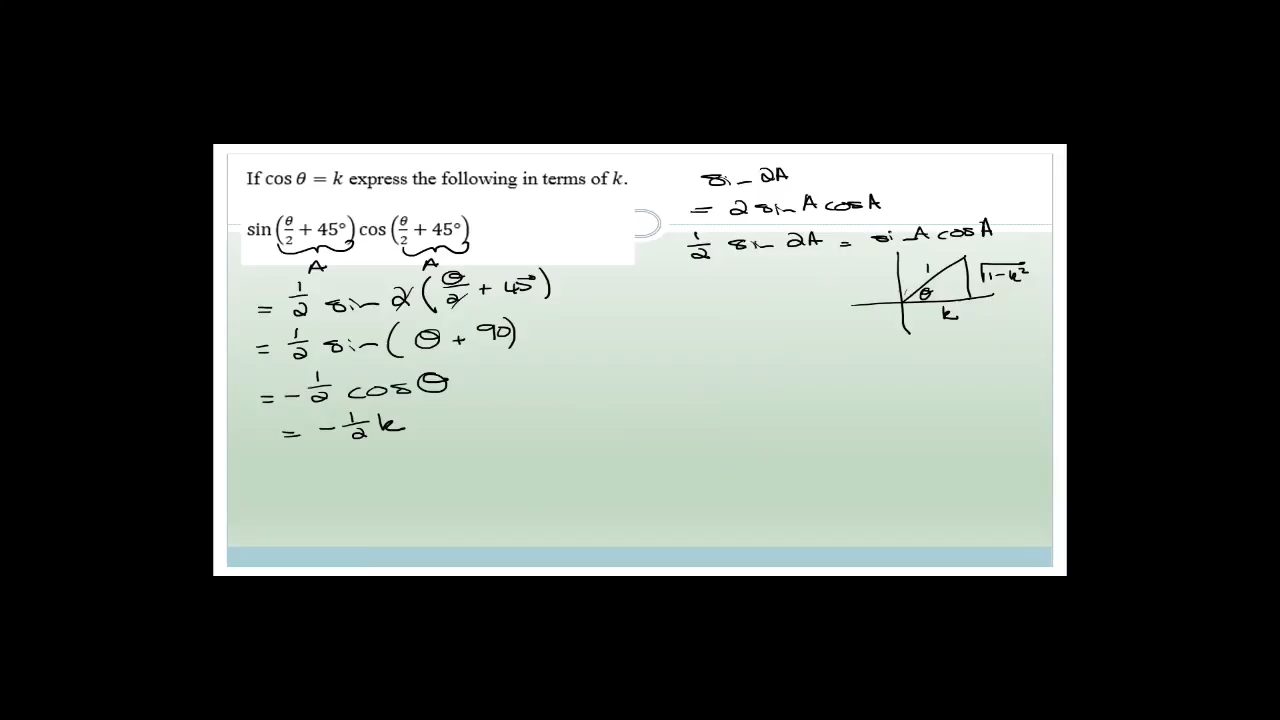 If cos θ = k express the following in terms of k.
sin (θ/2 + 45°) cos (θ/2 + 45°)
A A
= 1/2 sin 2(θ/2 + 45°)
= 1/2 sin(θ + 90)
= -1/2 cos θ
= -1/2 k
sin 2A
= 2 sin A cos A
1/2 sin 2A = sin A cos A
1 √1-k²
θ
k